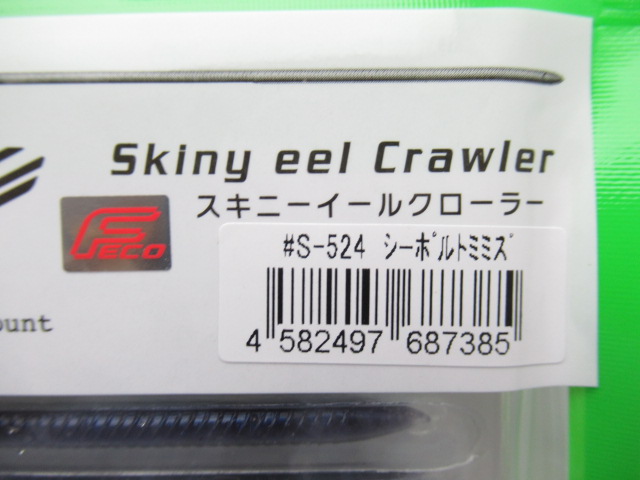 Skiny eel Crawler
スキニーイールクローラー
FECO
#S-524 シーボルトミミズ
ount
4 582497 687385